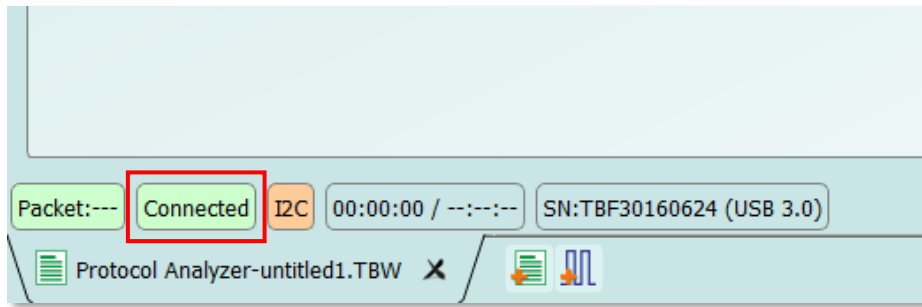 Packet:--- Connected I2C 00:00:00 / --:--:-- SN:TBF30160624 (USB 3.0)
Protocol Analyzer-untitled1.TBW